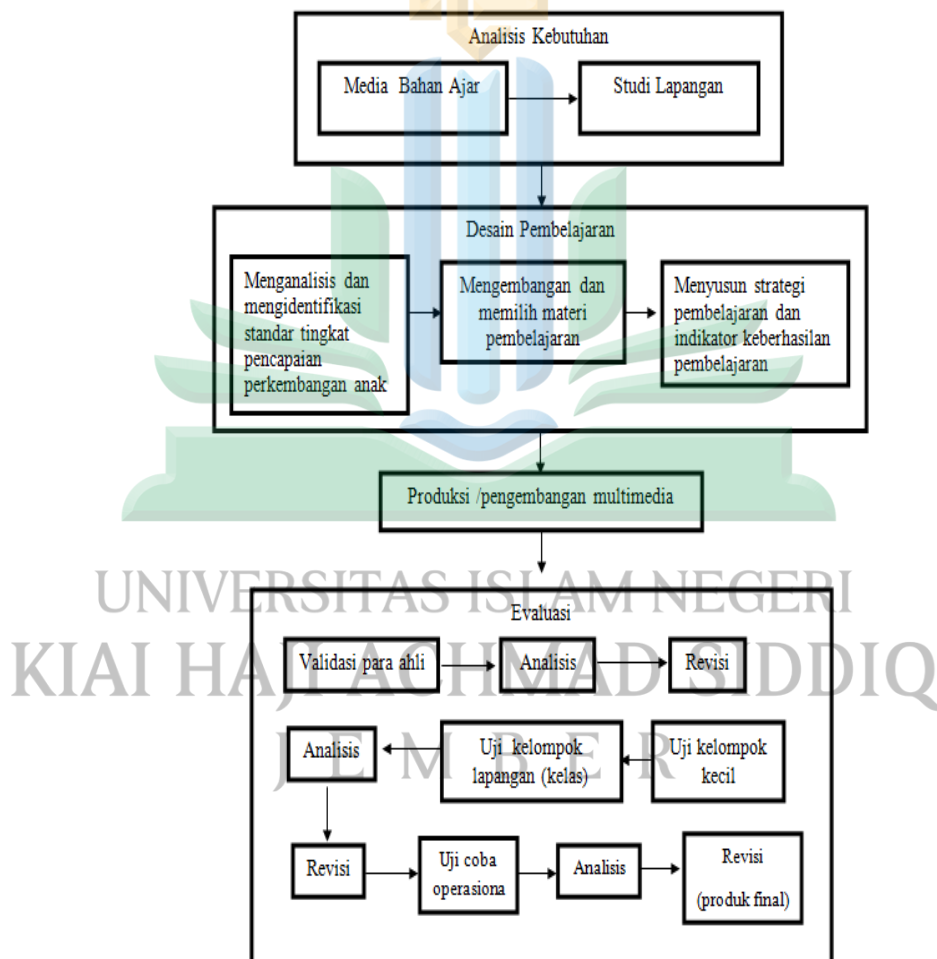 Analisis Kebutuhan
Media Bahan Ajar
Studi Lapangan
Desain Pembelajaran
Menganalisis dan
mengidentifikasi
standar tingkat
pencapaian
perkembangan anak
Mengembangan dan
memilih materi
pembelajaran
Menyusun strategi
pembelajaran dan
indikator keberhasilan
pembelajaran
Produksi /pengembangan multimedia
UNIVERSITAS ISLAM NEGERI
Evaluasi
Validasi para ahli
Analisis
Revisi
KIAI HAJI ACHMAD SIDDIQ
Uji kelompok
kecil
Uji kelompok
lapangan (kelas)
Analisis
JEMBER
Revisi
Uji coba
operasiona
Analisis
Revisi
(produk final)